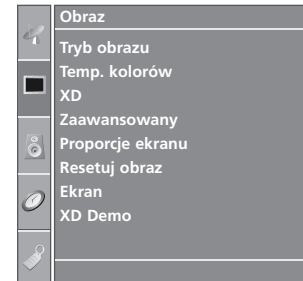 Obraz
Tryb obrazu
Temp. kolorów
XD
Zaawansowany
Proporcje ekranu
Resetuj obraz
Ekran
XD Demo